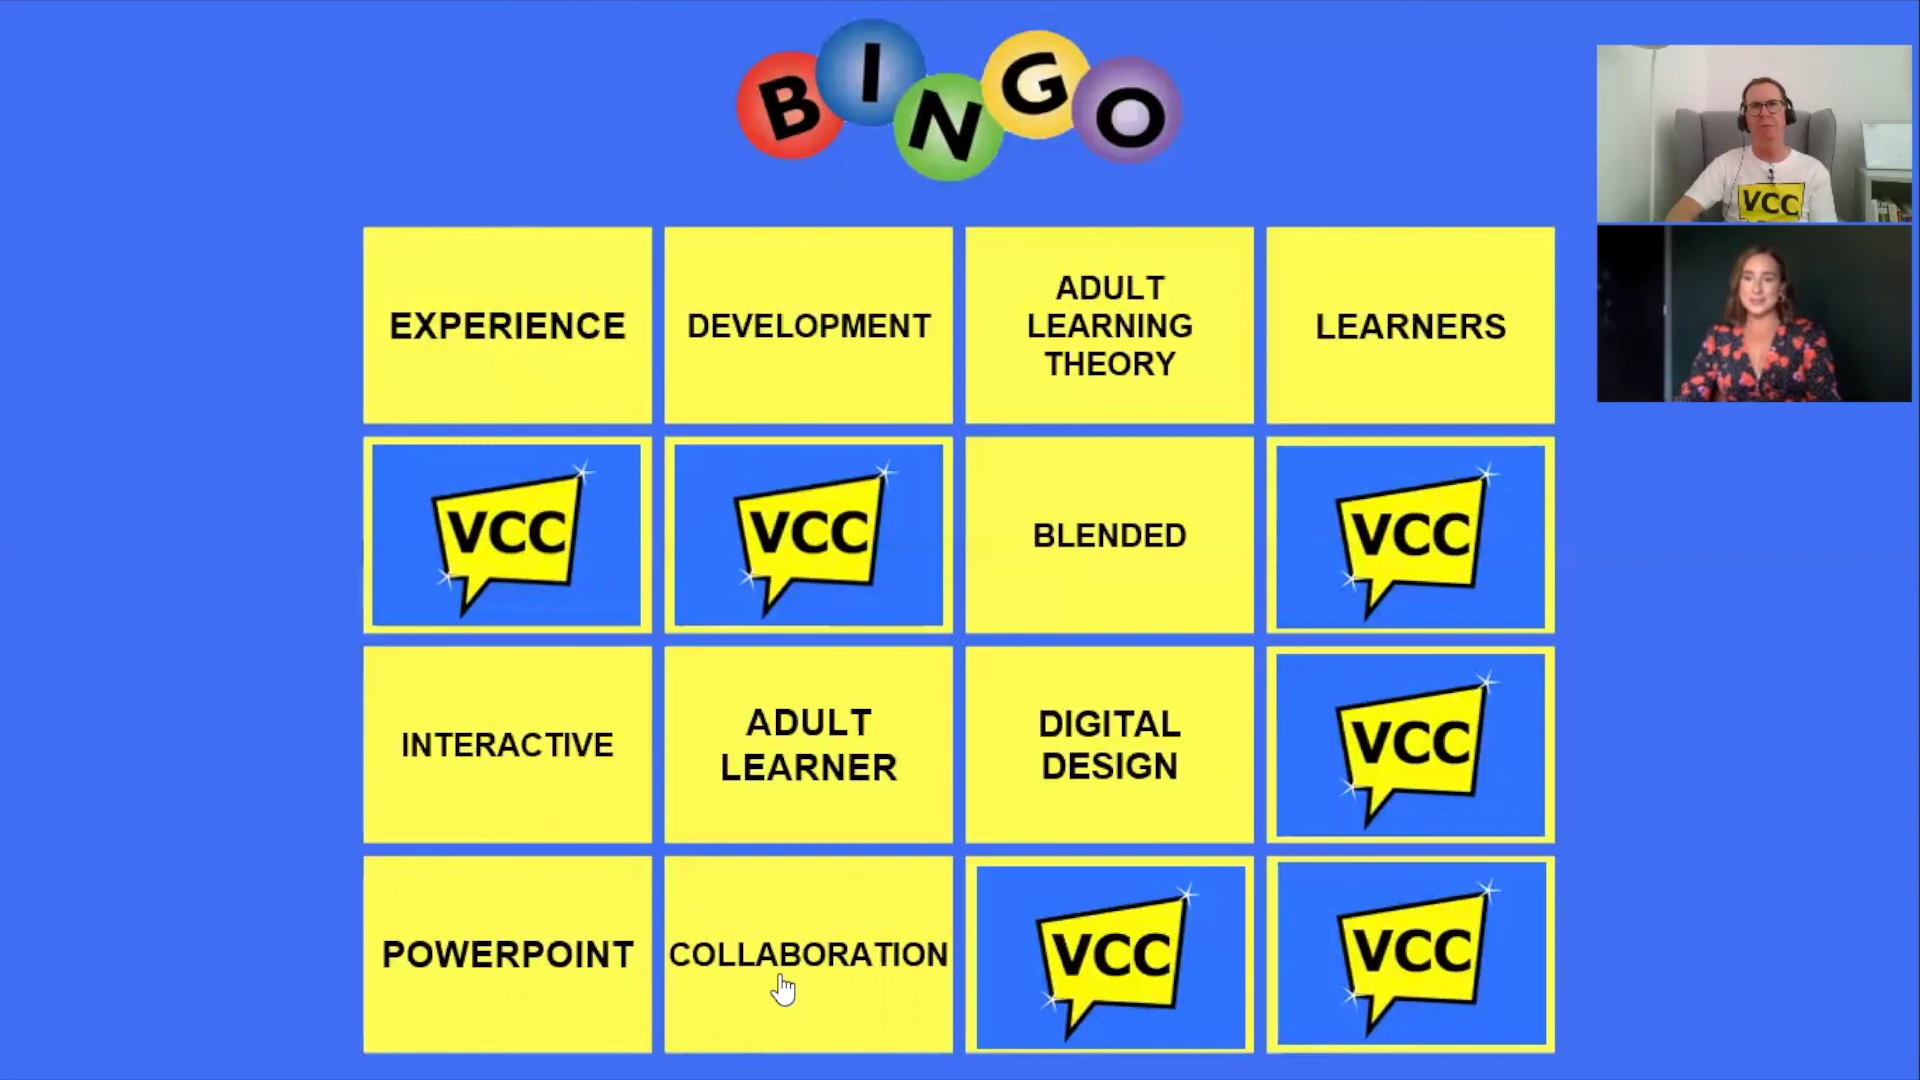 BINGO
VCC
EXPERIENCE
DEVELOPMENT
ADULT
LEARNING
THEORY
LEARNERS
VCC
VCC
BLENDED
VCC
INTERACTIVE
ADULT
LEARNER
DIGITAL
DESIGN
VCC
POWERPOINT
COLLABORATION
VCC
VCC